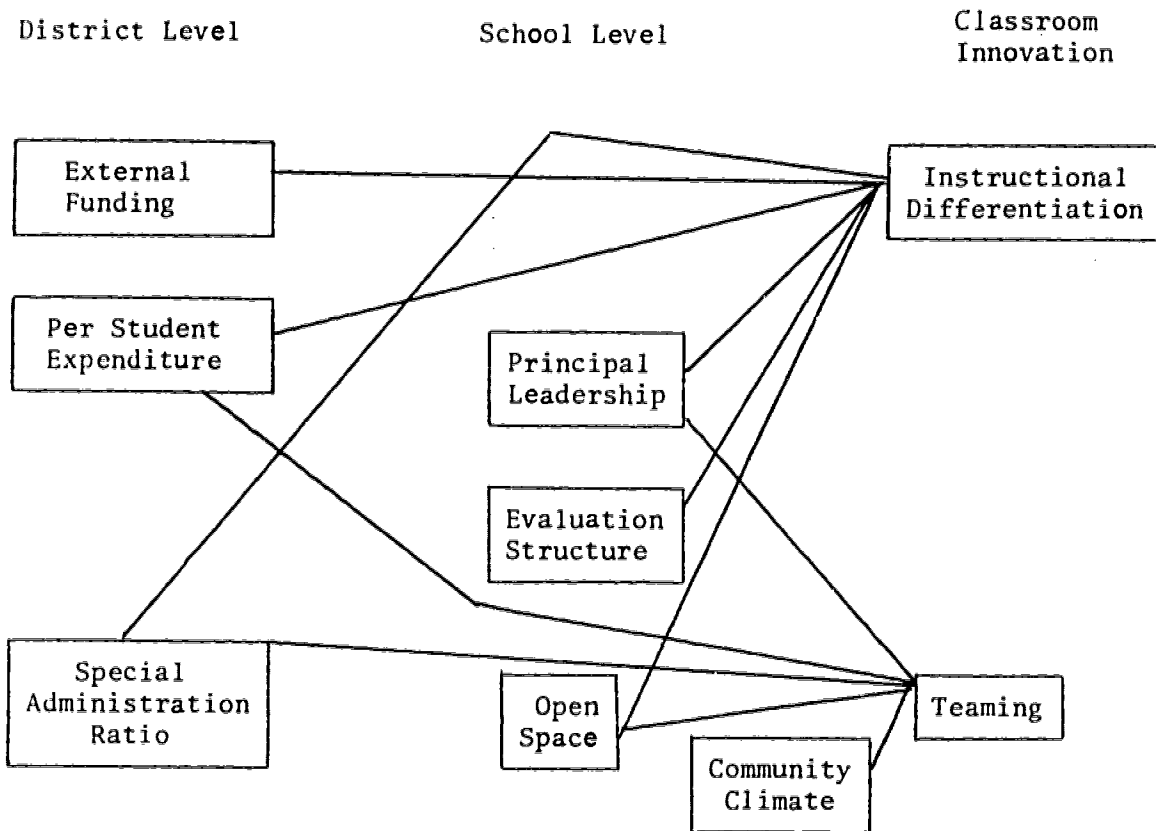 District Level
School Level
Classroom
Innovation
External
Funding
Instructional
Differentiation
Per Student
Expenditure
Principal
Leadership
Evaluation
Structure
Special
Administration
Ratio
Open
Space
Teaming
Community
Climate